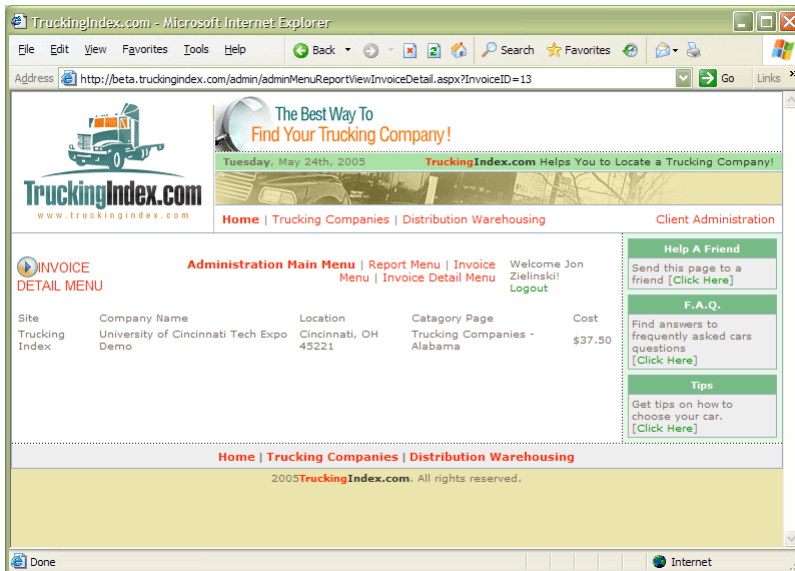 TruckingIndex.com - Microsoft Internet Explorer
File Edit View Favorites Tools Help Back Search Favorites
Address http://beta.truckingindex.com/admin/adminMenuReportViewInvoiceDetail.aspx?InvoiceID=13 Go Links »
TruckingIndex.com
www.truckingindex.com
The Best Way To
Find Your Trucking Company!
Tuesday, May 24th, 2005 TruckingIndex.com Helps You to Locate a Trucking Company!
Home | Trucking Companies | Distribution Warehousing Client Administration
INVOICE
DETAIL MENU
Administration Main Menu | Report Menu | Invoice
Menu | Invoice Detail Menu
Welcome Jon
Zielinski!
Logout
Site Company Name Location Catagory Page Cost
Trucking University of Cincinnati Tech Expo Cincinnati, OH Trucking Companies - $37.50
Index Demo 45221 Alabama
Help A Friend
Send this page to a
friend [Click Here]
F.A.Q.
Find answers to
frequently asked cars
questions
[Click Here]
Tips
Get tips on how to
choose your car.
[Click Here]
Home | Trucking Companies | Distribution Warehousing
2005TruckingIndex.com. All rights reserved.
Done Internet